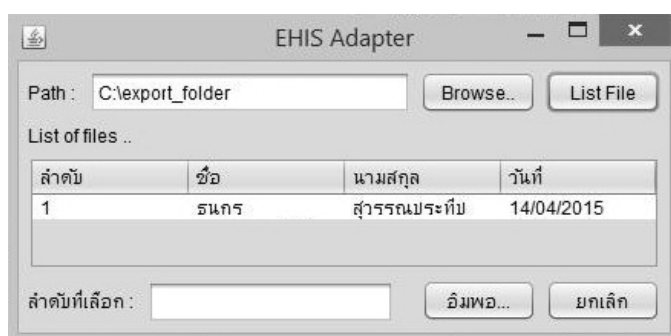 EHIS Adapter
Path : C:\export_folder Browse.. List File
List of files ..
ลำดับ ชื่อ นามสกุล วันที่
1 ธนกร สุวรรณประทีป 14/04/2015
ลำดับที่เลือก : อิมพอ... ยกเลิก